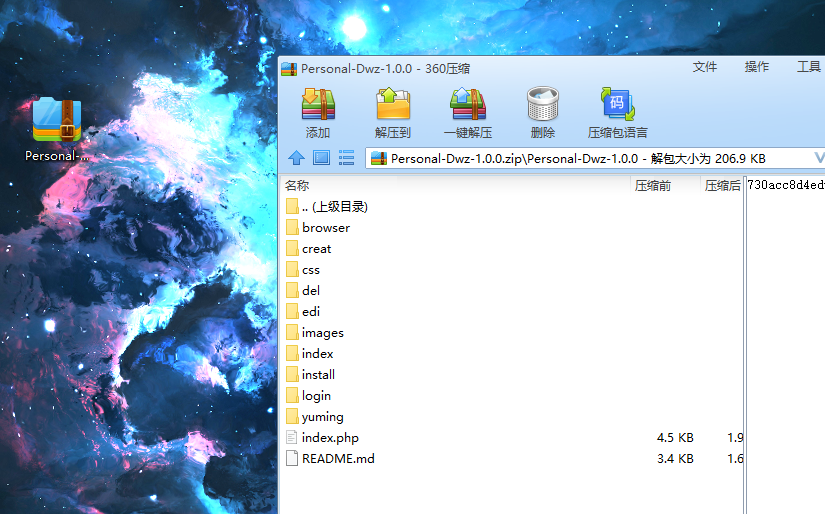 Personal-Dwz-1.0.0 - 360压缩
文件 操作 工具
添加 解压到 一键解压 删除 压缩包语言
码
Personal-...
Personal-Dwz-1.0.0.zip\Personal-Dwz-1.0.0 - 解包大小为 206.9 KB
名称 压缩前 压缩后
730acc8d4ed
.. (上级目录)
browser
creat
css
del
edi
images
index
install
login
yuming
index.php 4.5 KB 1.9
README.md 3.4 KB 1.6